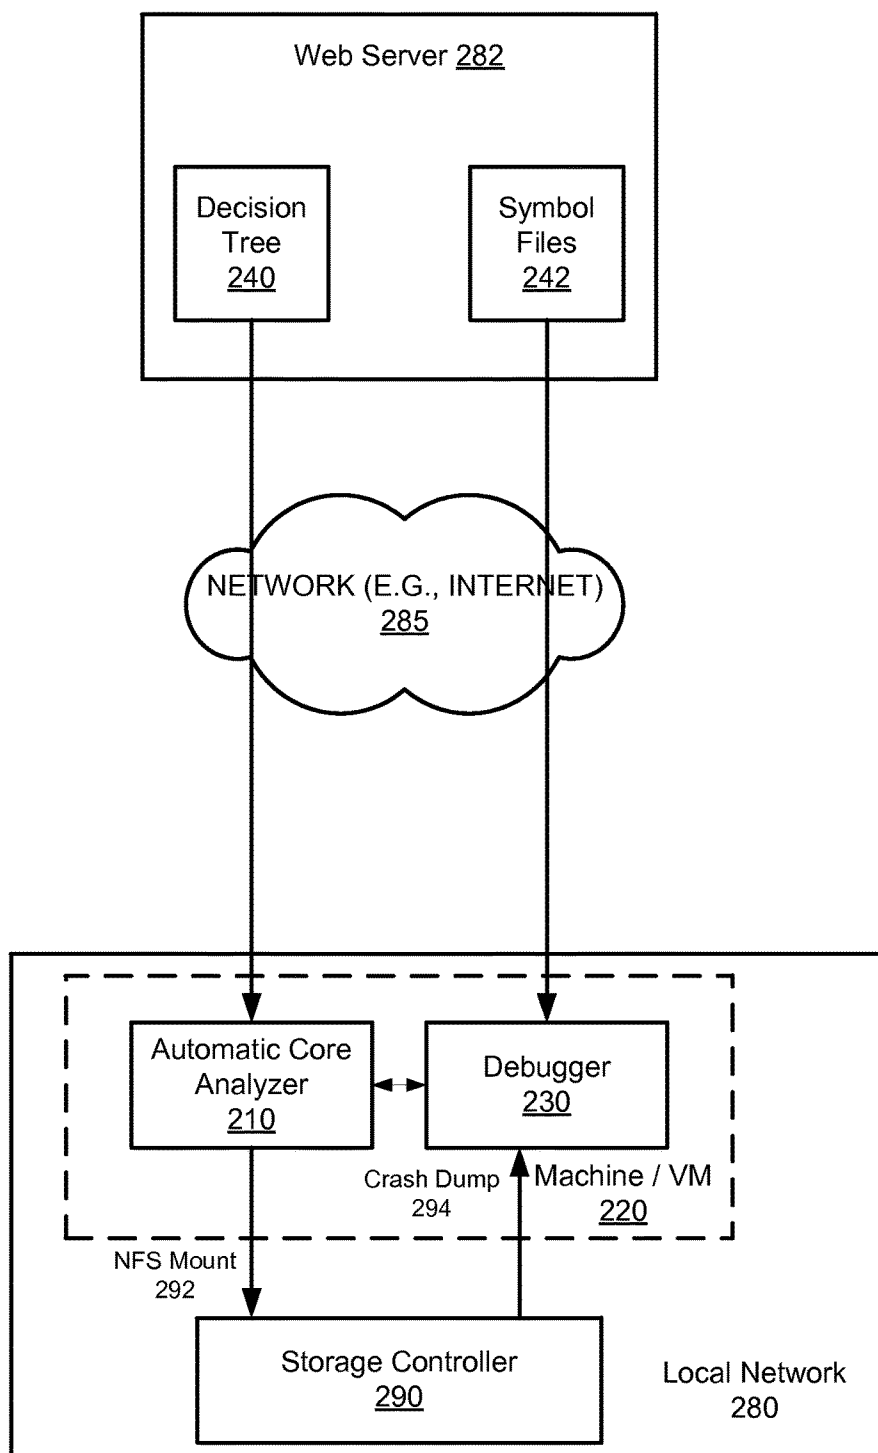 Web Server 282
Decision
Tree
240
Symbol
Files
242
NETWORK (E.G., INTERNET)
285
Automatic Core
Analyzer
210
Debugger
230
Crash Dump
294
Machine / VM
220
NFS Mount
292
Storage Controller
290
Local Network
280